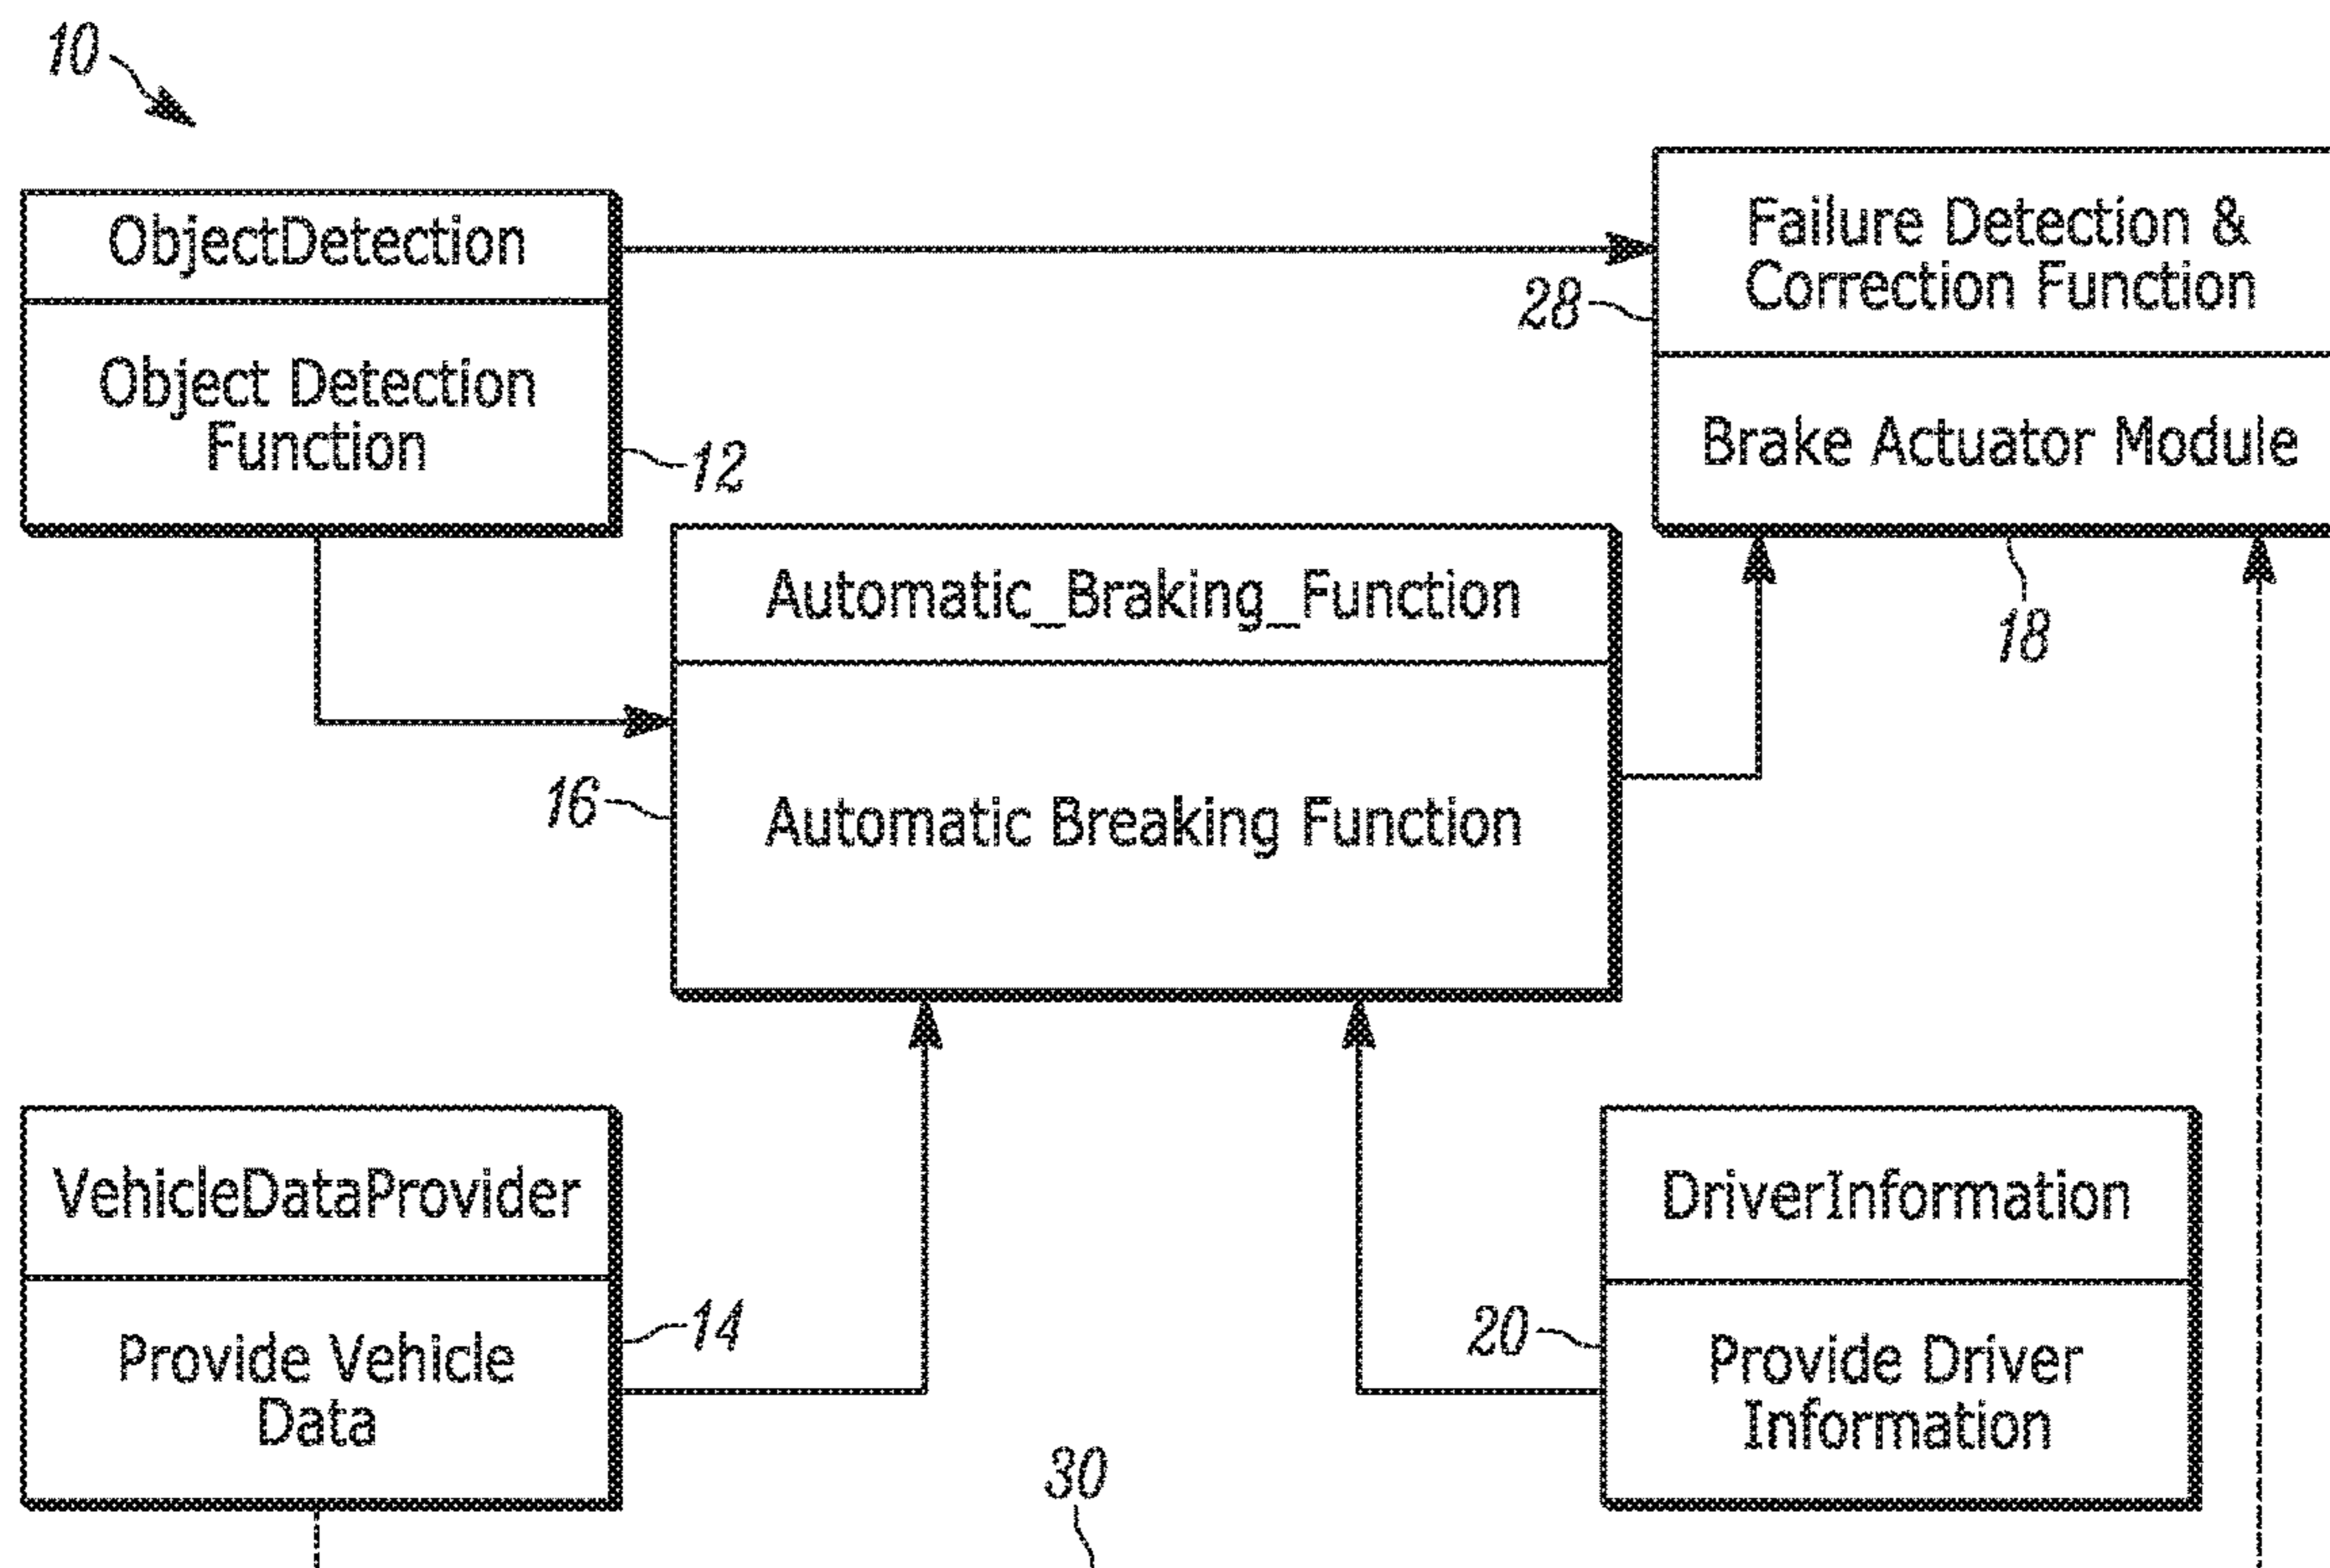 10
ObjectDetection
Object Detection
Function
12
Failure Detection &
Correction Function
28
Brake Actuator Module
18
Automatic_Braking_Function
16
Automatic Breaking Function
VehicleDataProvider
Provide Vehicle
Data
14
DriverInformation
20
Provide Driver
Information
30